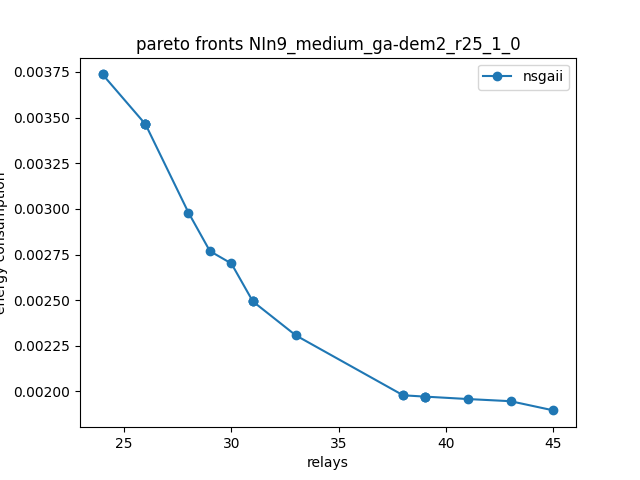 pareto fronts NIn9_medium_ga-dem2_r25_1_0
nsgaii
0.00375
0.00350
0.00325
0.00300
0.00275
0.00250
0.00225
0.00200
energy consumption
25 30 35 40 45
relays